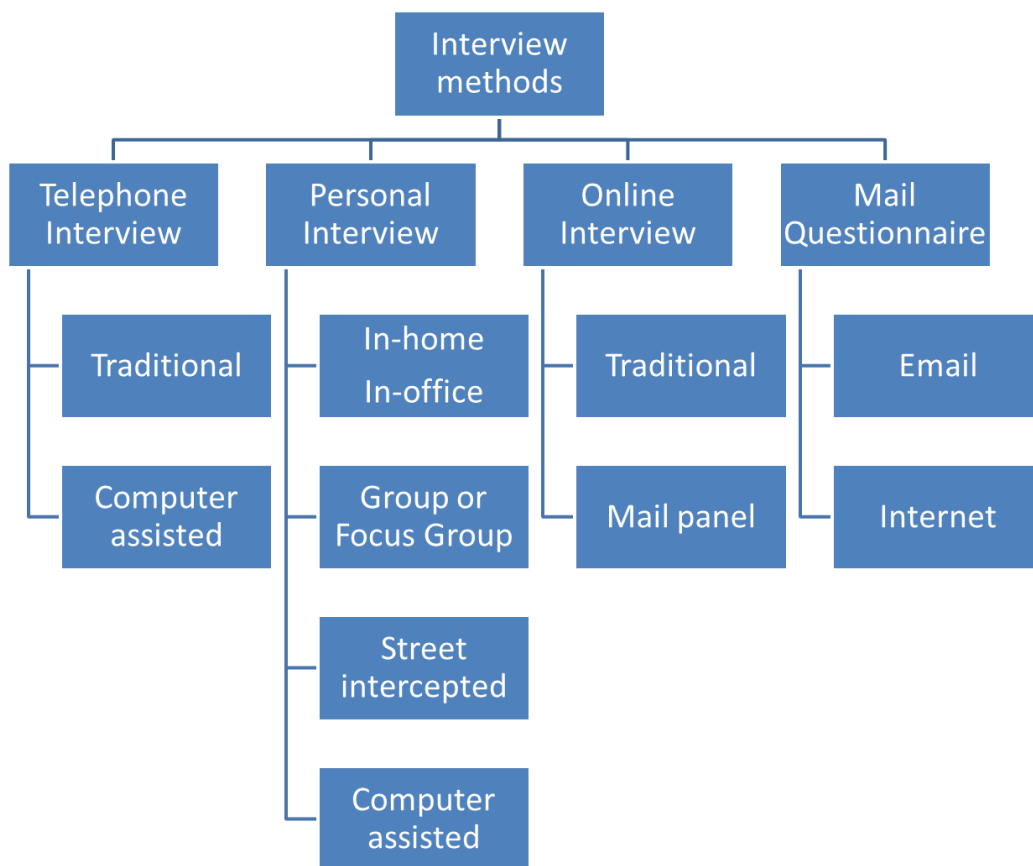 Interview
methods
Telephone
Interview
Personal
Interview
Online
Interview
Mail
Questionnaire
Traditional
Computer
assisted
In-home
In-office
Group or
Focus Group
Street
intercepted
Computer
assisted
Traditional
Mail panel
Email
Internet